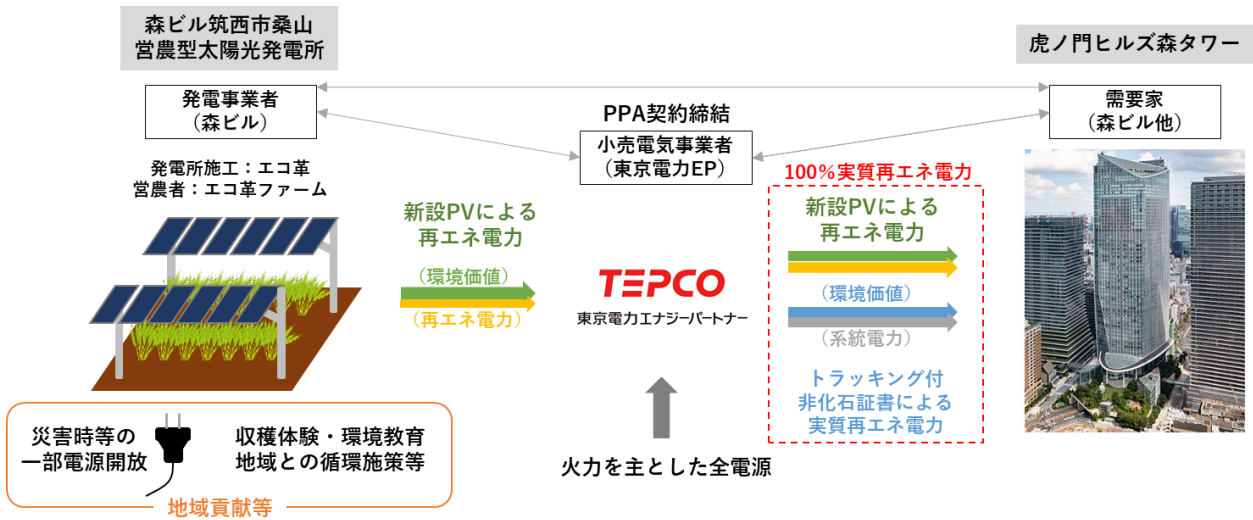 森ビル筑西市桑山
営農型太陽光発電所
発電事業者
（森ビル）
発電所施工：エコ革
営農者：エコ革ファーム
PPA契約締結
小売電気事業者
（東京電力EP）
虎ノ門ヒルズ森タワー
需要家
（森ビル他）
新設PVによる
再エネ電力
（環境価値）
（再エネ電力）
TEPCO
東京電力エナジーパートナー
火力を主とした全電源
100％実質再エネ電力
新設PVによる
再エネ電力
（環境価値）
（系統電力）
トラッキング付
非化石証書による
実質再エネ電力
災害時等の
一部電源開放
収穫体験・環境教育
地域との循環施策等
地域貢献等